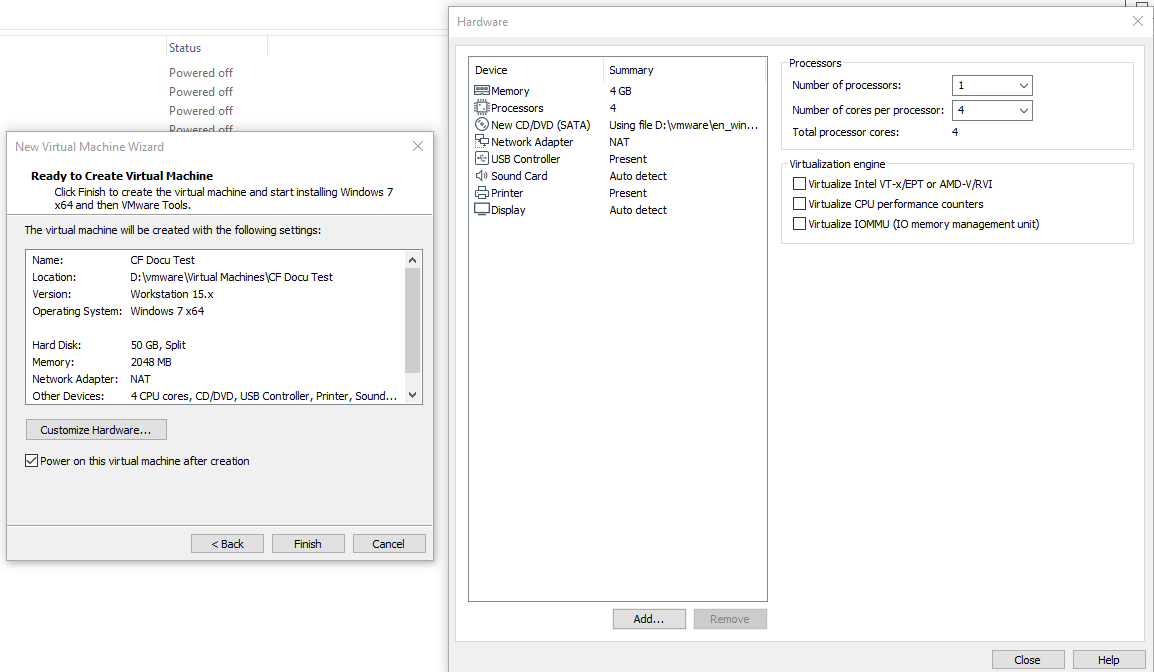 Status
Powered off
Powered off
Powered off
Powered off
New Virtual Machine Wizard
Ready to Create Virtual Machine
Click Finish to create the virtual machine and start installing Windows 7
x64 and then VMware Tools.
The virtual machine will be created with the following settings:
Name: CF Docu Test
Location: D:\vmware\Virtual Machines\CF Docu Test
Version: Workstation 15.x
Operating System: Windows 7 x64
Hard Disk: 50 GB, Split
Memory: 2048 MB
Network Adapter: NAT
Other Devices: 4 CPU cores, CD/DVD, USB Controller, Printer, Sound...
Customize Hardware...
Power on this virtual machine after creation
< Back Finish Cancel
Hardware
Device Summary
Memory 4 GB
Processors 4
New CD/DVD (SATA) Using file D:\vmware\en_win...
Network Adapter NAT
USB Controller Present
Sound Card Auto detect
Printer Present
Display Auto detect
Add... Remove
Processors
Number of processors: 1
Number of cores per processor: 4
Total processor cores: 4
Virtualization engine
Virtualize Intel VT-x/EPT or AMD-V/RVI
Virtualize CPU performance counters
Virtualize IOMMU (IO memory management unit)
Close Help